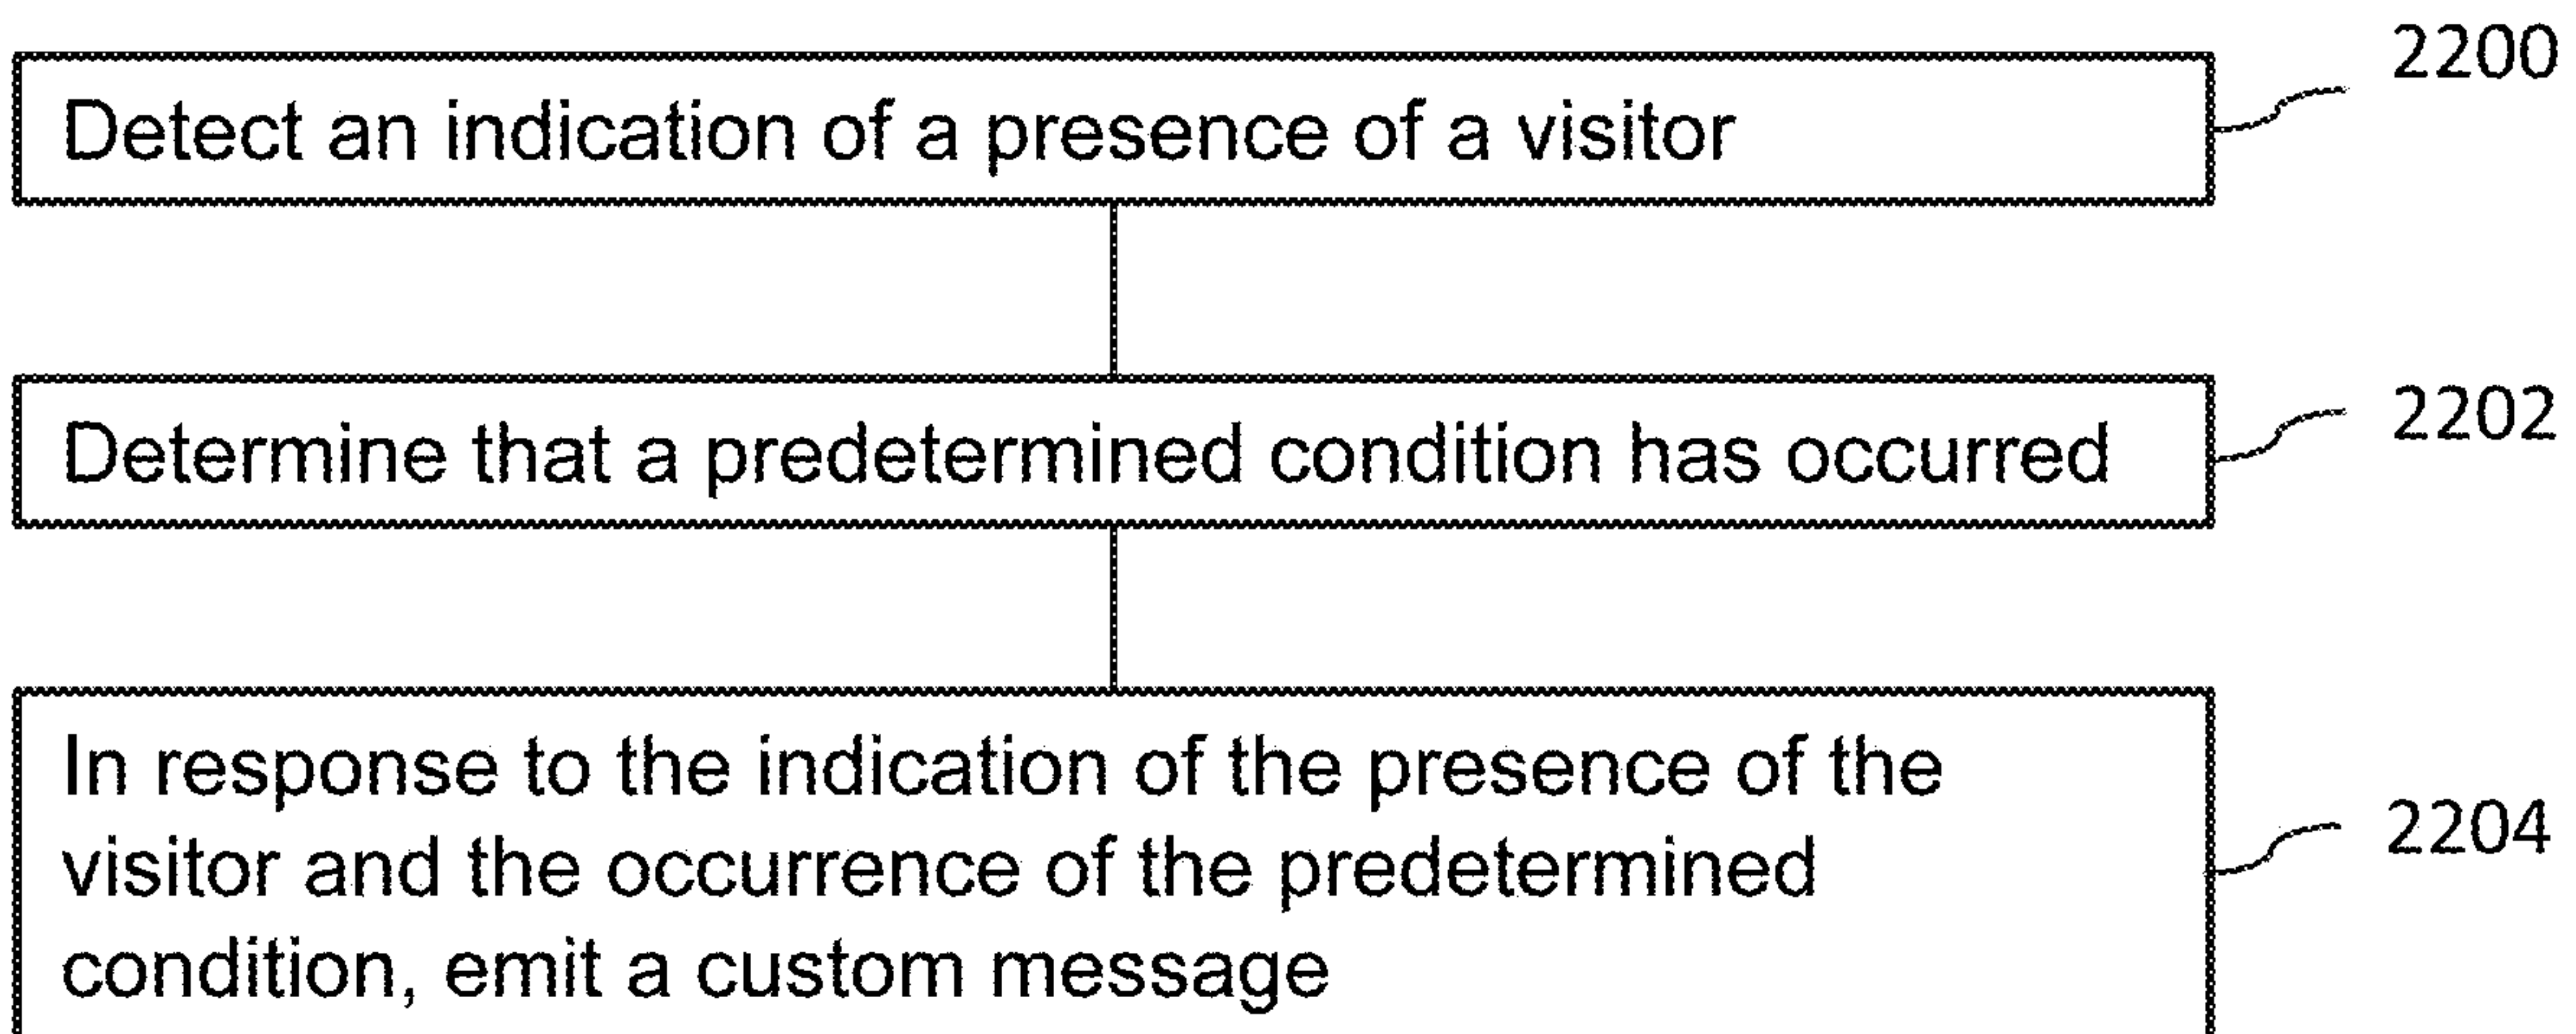 2200
Detect an indication of a presence of a visitor
2202
Determine that a predetermined condition has occurred
In response to the indication of the presence of the
2204
visitor and the occurrence of the predetermined
condition, emit a custom message